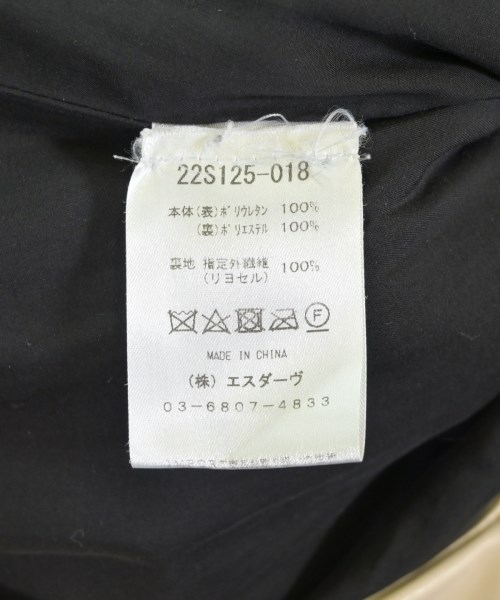 22S125-018
本体(表)ポリウレタン 100%
(裏)ポリエステル 100%
裏地 指定外繊維 100%
(リヨセル)
F
MADE IN CHINA
(株) エスダーヴ
03-6807-4833